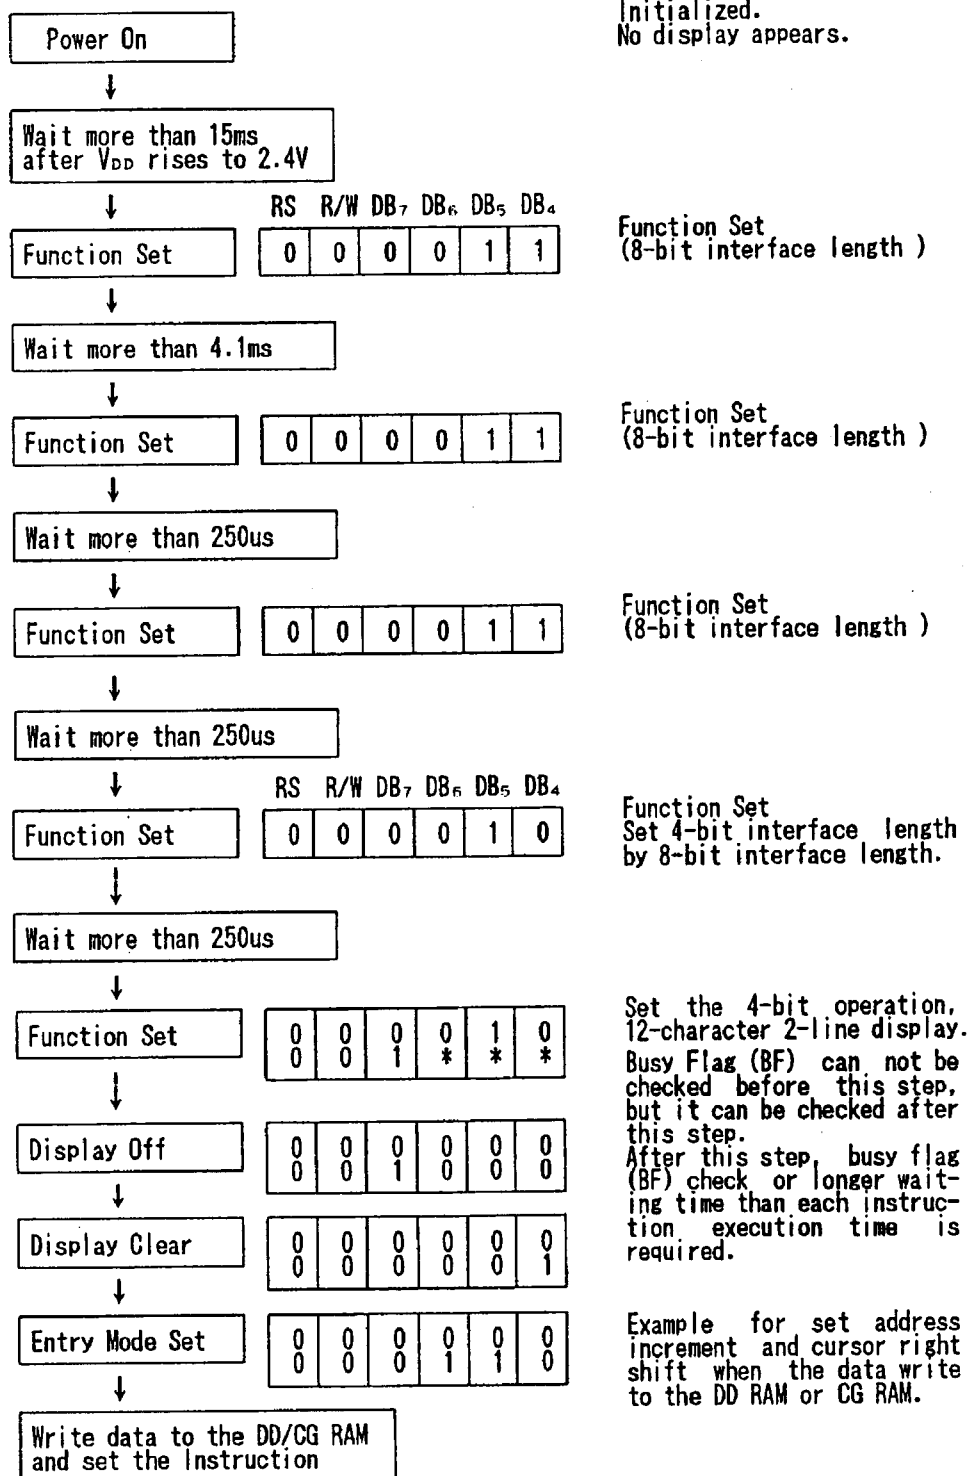 Initialized.
Power On
No display appears.
↓
Wait more than 15ms
after VDD rises to 2.4V
↓
RS R/W DB7 DB6 DB5 DB4
Function Set 0 0 0 0 1 1
Function Set
(8-bit interface length )
↓
Wait more than 4.1ms
↓
Function Set 0 0 0 0 1 1
Function Set
(8-bit interface length )
↓
Wait more than 250us
↓
Function Set 0 0 0 0 1 1
Function Set
(8-bit interface length )
↓
Wait more than 250us
↓
RS R/W DB7 DB6 DB5 DB4
Function Set 0 0 0 0 1 0
Function Set
Set 4-bit interface length
by 8-bit interface length.
↓
Wait more than 250us
↓
Function Set
0 0 0 0 1 0
0 0 1 * * *
Set the 4-bit operation,
12-character 2-line display.
Busy Flag (BF) can not be
checked before this step,
but it can be checked after
this step.
After this step, busy flag
(BF) check or longer wait-
ing time than each instruc-
tion execution time is
required.
↓
Display Off
0 0 0 0 0 0
0 0 1 0 0 0
↓
Display Clear
0 0 0 0 0 0
0 0 0 0 0 1
↓
Entry Mode Set
0 0 0 0 0 0
0 0 0 1 1 0
Example for set address
increment and cursor right
shift when the data write
to the DD RAM or CG RAM.
↓
Write data to the DD/CG RAM
and set the Instruction